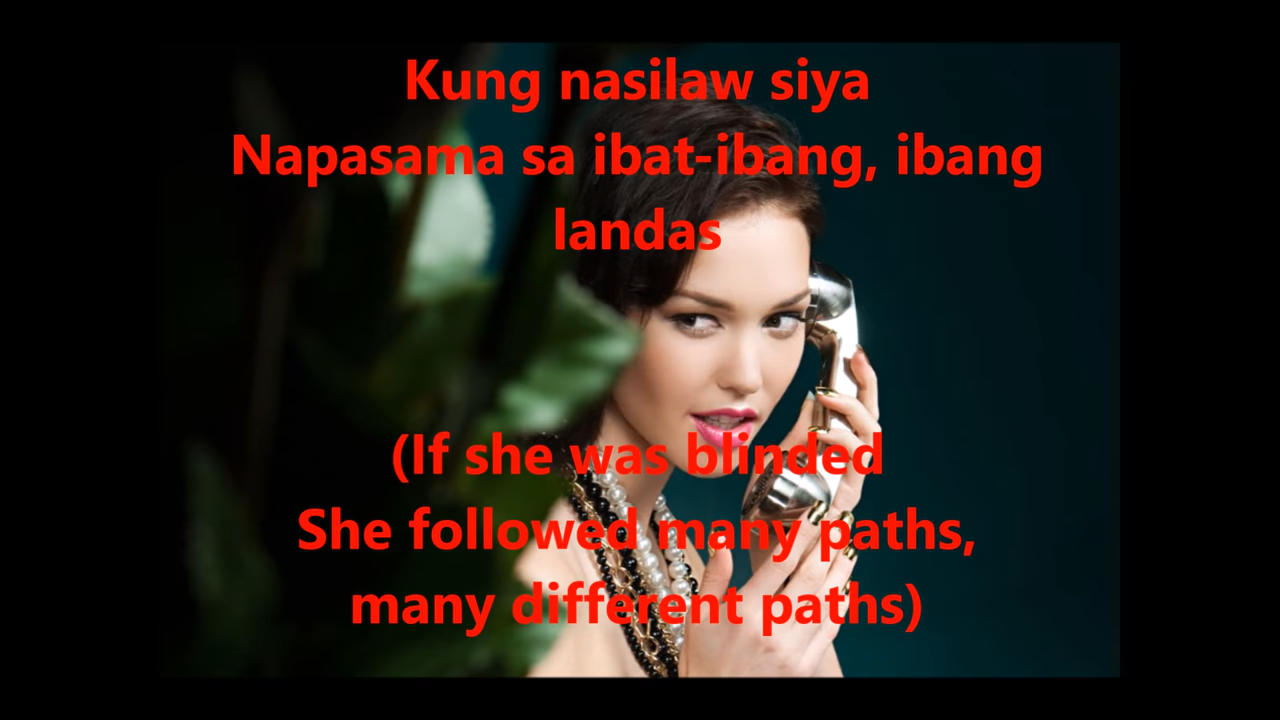 Kung nasilaw siya
Napasama sa ibat-ibang, ibang
landas
(If she was blinded
She followed many paths,
many different paths)